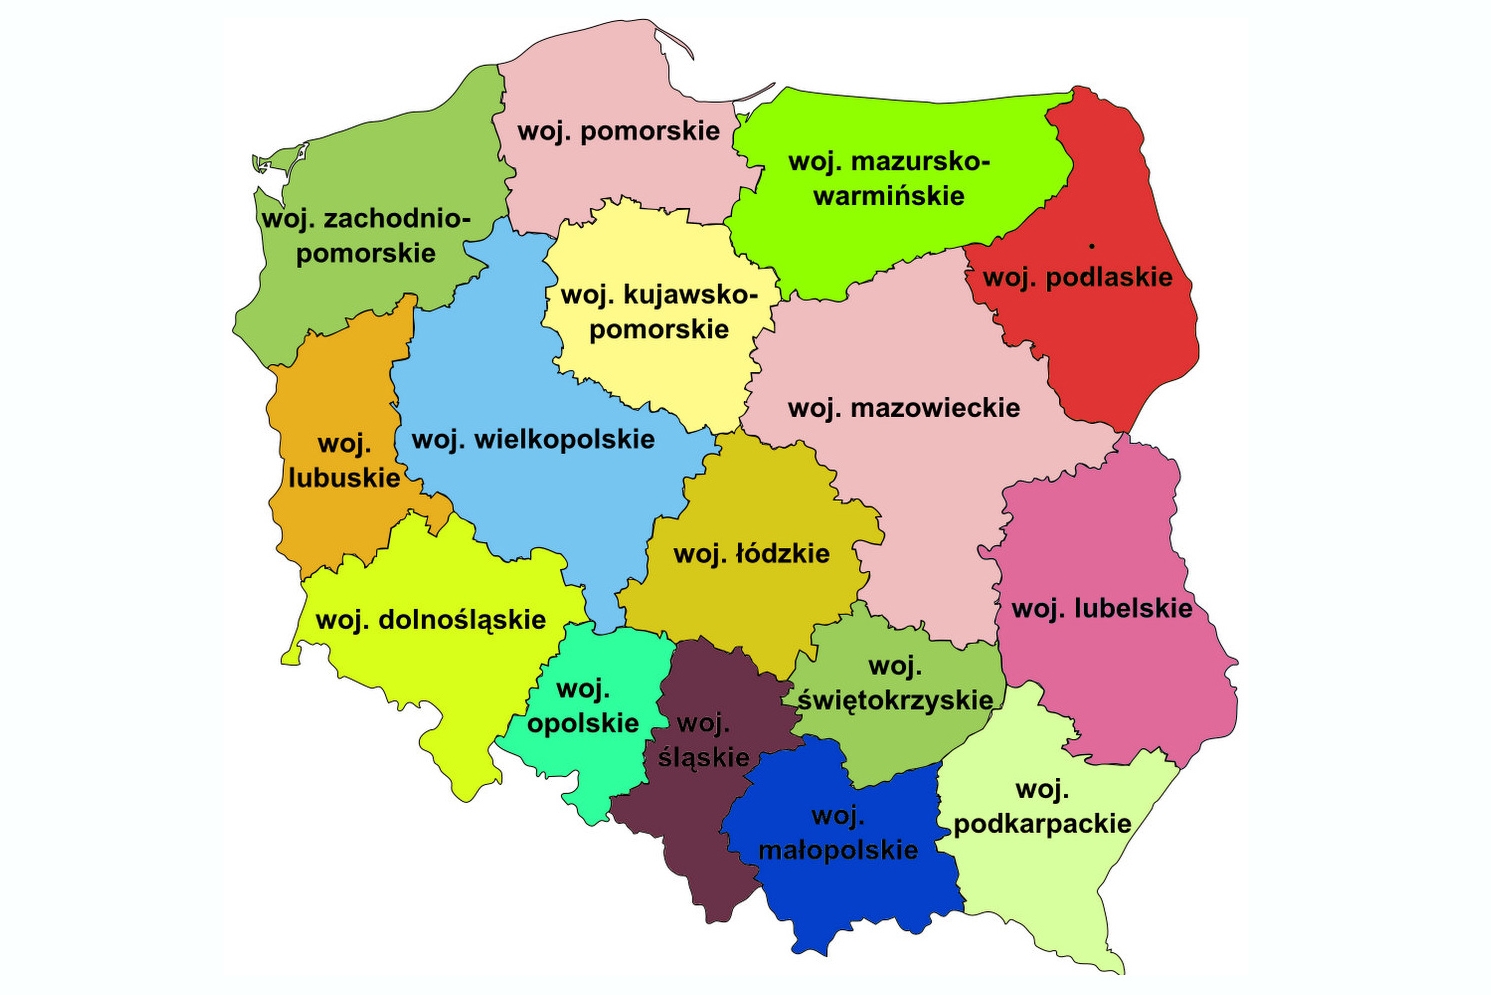 woj. pomorskie
woj. mazursko-
warmińskie
woj. zachodnio-
pomorskie
woj. podlaskie
woj. kujawsko-
pomorskie
woj. mazowieckie
woj.
lubuskie
woj. wielkopolskie
woj. łódzkie
woj. dolnośląskie
woj. lubelskie
woj.
opolskie
woj.
śląskie
woj.
świętokrzyskie
woj.
małopolskie
woj.
podkarpackie